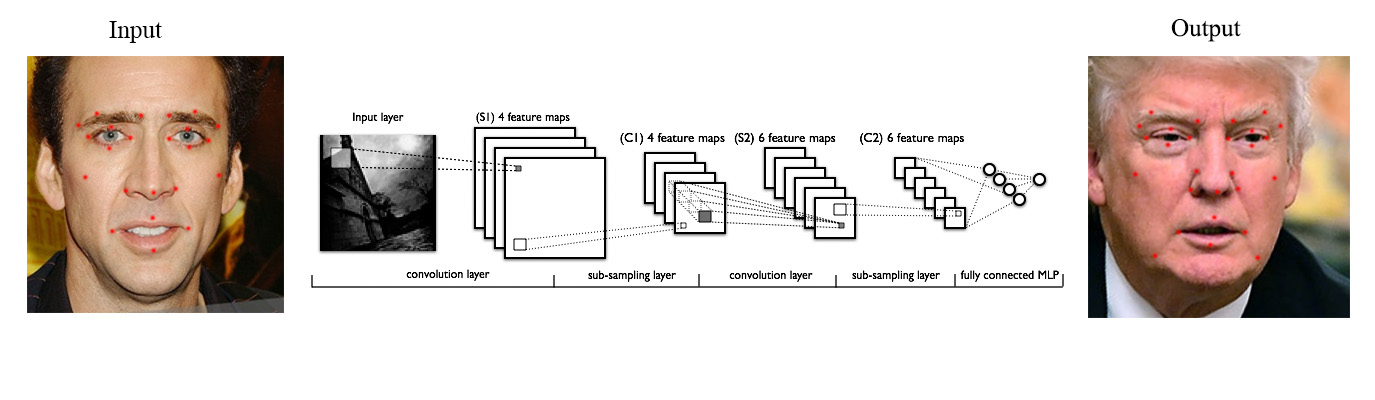 Input
Output
Input layer
(S1) 4 feature maps
(C1) 4 feature maps
(S2) 6 feature maps
(C2) 6 feature maps
convolution layer
sub-sampling layer
convolution layer
sub-sampling layer
fully connected MLP